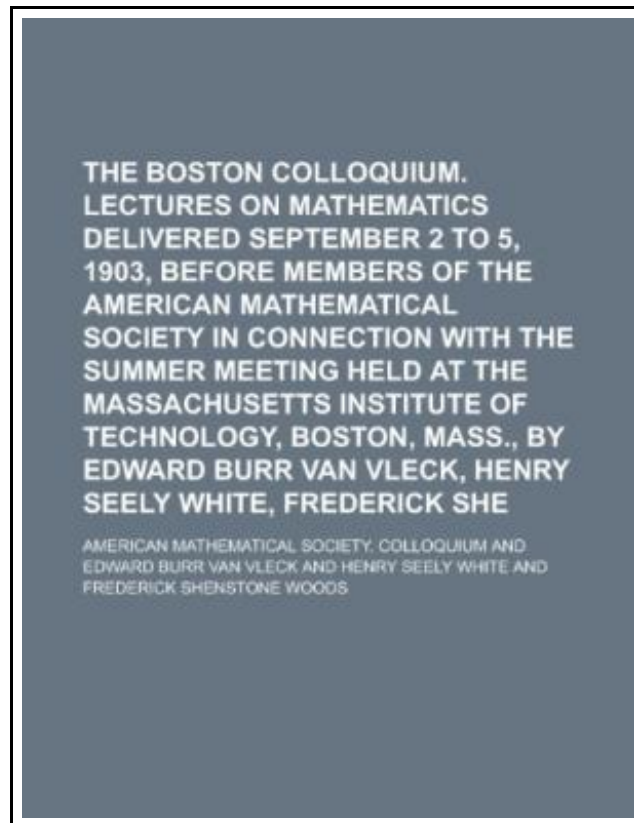 THE BOSTON COLLOQUIUM.
LECTURES ON MATHEMATICS
DELIVERED SEPTEMBER 2 TO 5,
1903, BEFORE MEMBERS OF THE
AMERICAN MATHEMATICAL
SOCIETY IN CONNECTION WITH THE
SUMMER MEETING HELD AT THE
MASSACHUSETTS INSTITUTE OF
TECHNOLOGY, BOSTON, MASS., BY
EDWARD BURR VAN VLECK, HENRY
SEELY WHITE, FREDERICK SHE
AMERICAN MATHEMATICAL SOCIETY. COLLOQUIUM AND
EDWARD BURR VAN VLECK AND HENRY SEELY WHITE AND
FREDERICK SHENSTONE WOODS